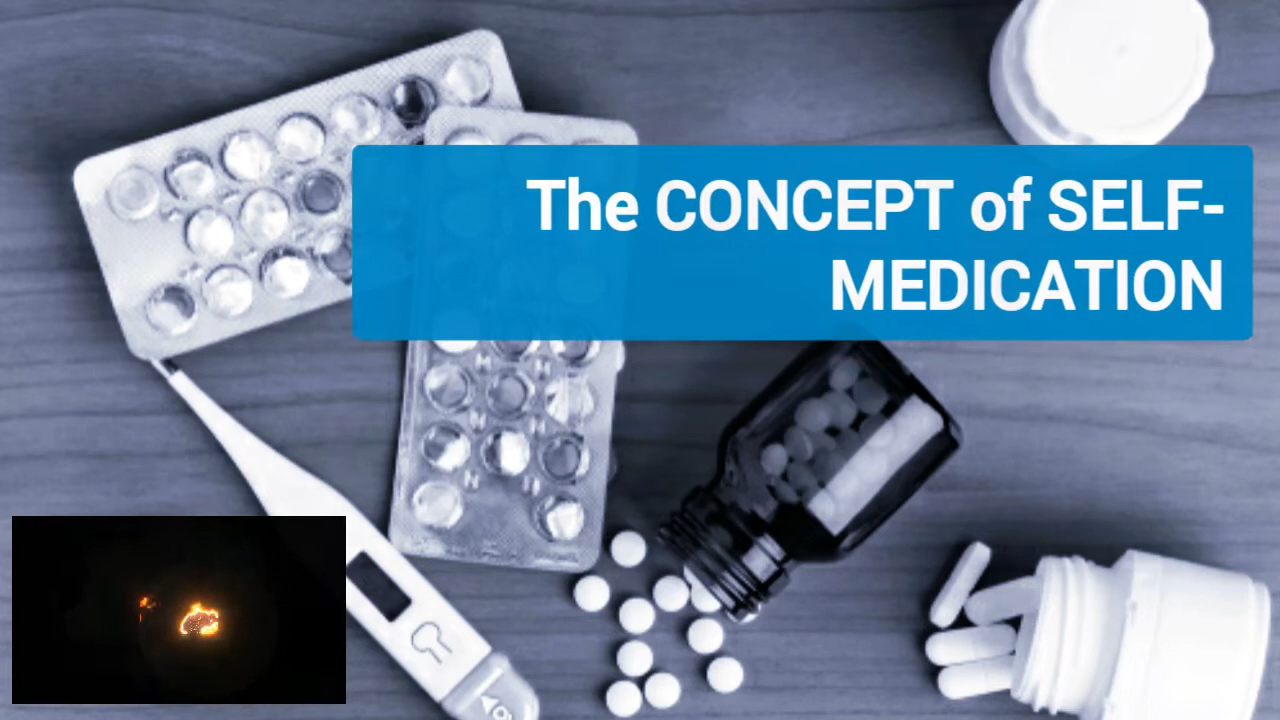 The CONCEPT of SELF-
MEDICATION